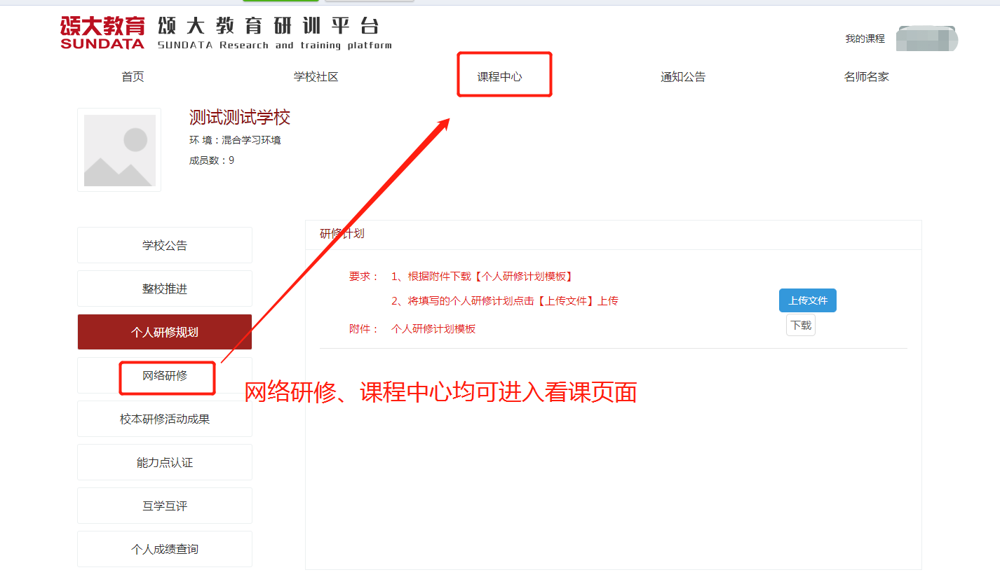 颂大教育 颂大教育研训平台
SUNDATA SUNDATA Research and training platform
我的课程
首页 学校社区 课程中心 通知公告 名师名家
测试测试学校
环 境：混合学习环境
成员数：9
学校公告
整校推进
个人研修规划
网络研修
校本研修活动成果
能力点认证
互学互评
个人成绩查询
研修计划
要求： 1、根据附件下载【个人研修计划模板】
2、将填写的个人研修计划点击【上传文件】上传
附件： 个人研修计划模板
上传文件
下载
网络研修、课程中心均可进入看课页面